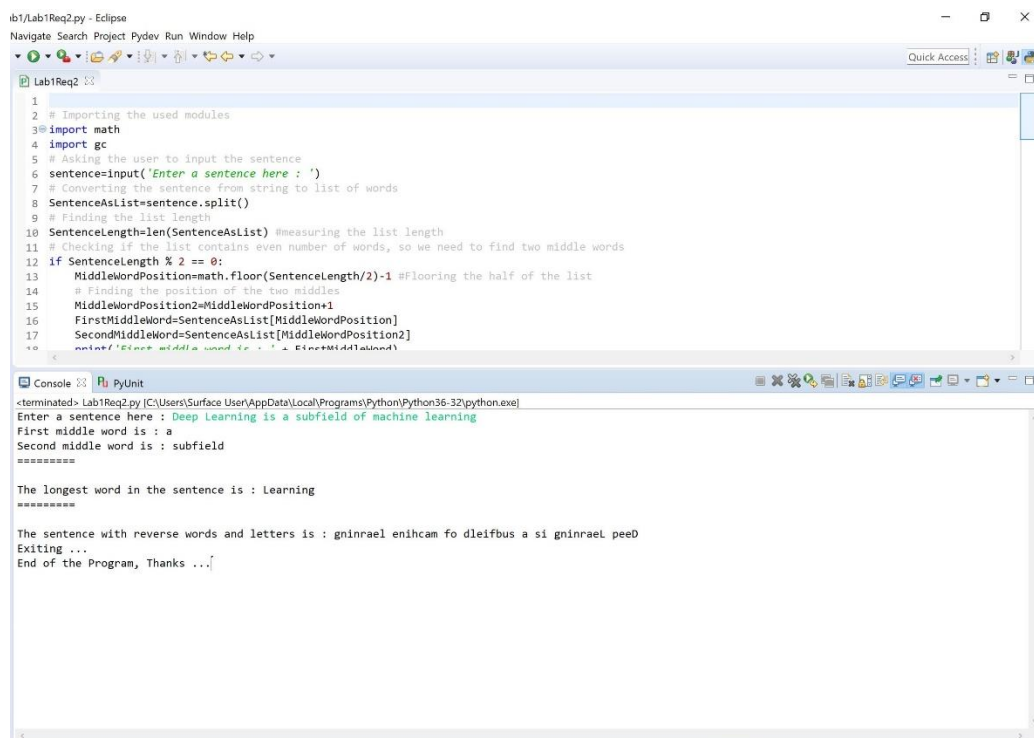 ab1/Lab1Req2.py - Eclipse
Navigate Search Project Pydev Run Window Help
Quick Access
Lab1Req2
1
2 # Importing the used modules
3 import math
4 import gc
5 # Asking the user to input the sentence
6 sentence=input('Enter a sentence here : ')
7 # Converting the sentence from string to list of words
8 SentenceAsList=sentence.split()
9 # Finding the list length
10 SentenceLength=len(SentenceAsList) #measuring the list length
11 # Checking if the list contains even number of words, so we need to find two middle words
12 if SentenceLength % 2 == 0:
13 MiddleWordPosition=math.floor(SentenceLength/2)-1 #Flooring the half of the list
14 # Finding the position of the two middles
15 MiddleWordPosition2=MiddleWordPosition+1
16 FirstMiddleWord=SentenceAsList[MiddleWordPosition]
17 SecondMiddleWord=SentenceAsList[MiddleWordPosition2]
18 print('First middle word is : ' + FirstMiddleWord)
Console PyUnit
<terminated> Lab1Req2.py [C:\Users\Surface User\AppData\Local\Programs\Python\Python36-32\python.exe]
Enter a sentence here : Deep Learning is a subfield of machine learning
First middle word is : a
Second middle word is : subfield
=========
The longest word in the sentence is : Learning
=========
The sentence with reverse words and letters is : gninrael enihcam fo dleifbus a si gninraeL peeD
Exiting ...
End of the Program, Thanks ...